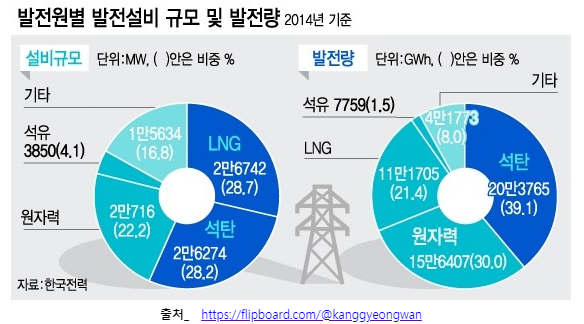 발전원별 발전설비 규모 및 발전량 2014년 기준
설비규모 단위:MW, ( )안은 비중 %
기타
1만5634
(16.8)
석유
3850(4.1)
LNG
2만6742
(28.7)
원자력
2만716
(22.2)
석탄
2만6274
(28.2)
자료:한국전력
발전량 단위:GWh, ( )안은 비중 %
기타
4만1773
(8.0)
석유 7759(1.5)
LNG
11만1705
(21.4)
석탄
20만3765
(39.1)
원자력
15만6407(30.0)
출처_ https://flipboard.com/@kanggyeongwan